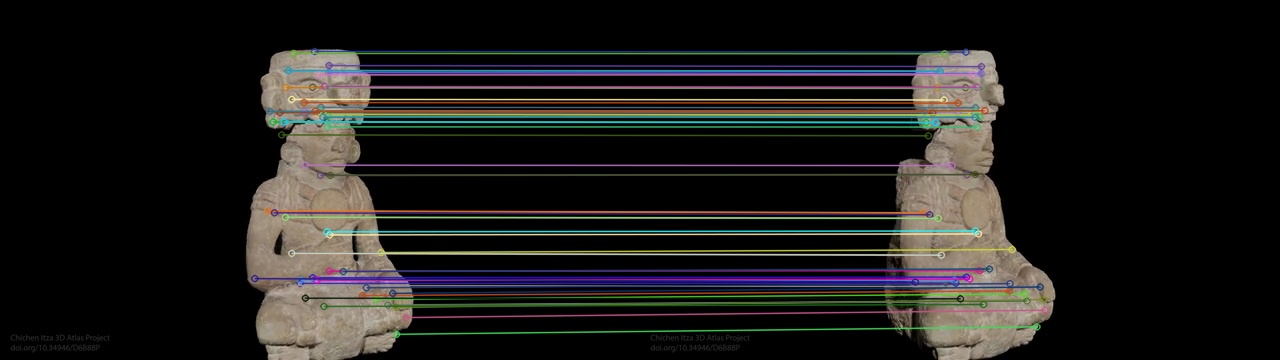 Chichen Itza 3D Atlas Project
doi.org/10.34946/D6B88P
Chichen Itza 3D Atlas Project
doi.org/10.34946/D6B88P